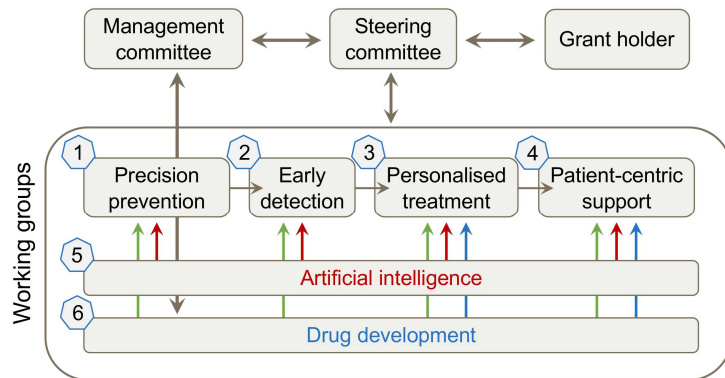 Management
committee
Steering
committee
Grant holder
Working groups
1
Precision
prevention
2
Early
detection
3
Personalised
treatment
4
Patient-centric
support
5
Artificial intelligence
6
Drug development